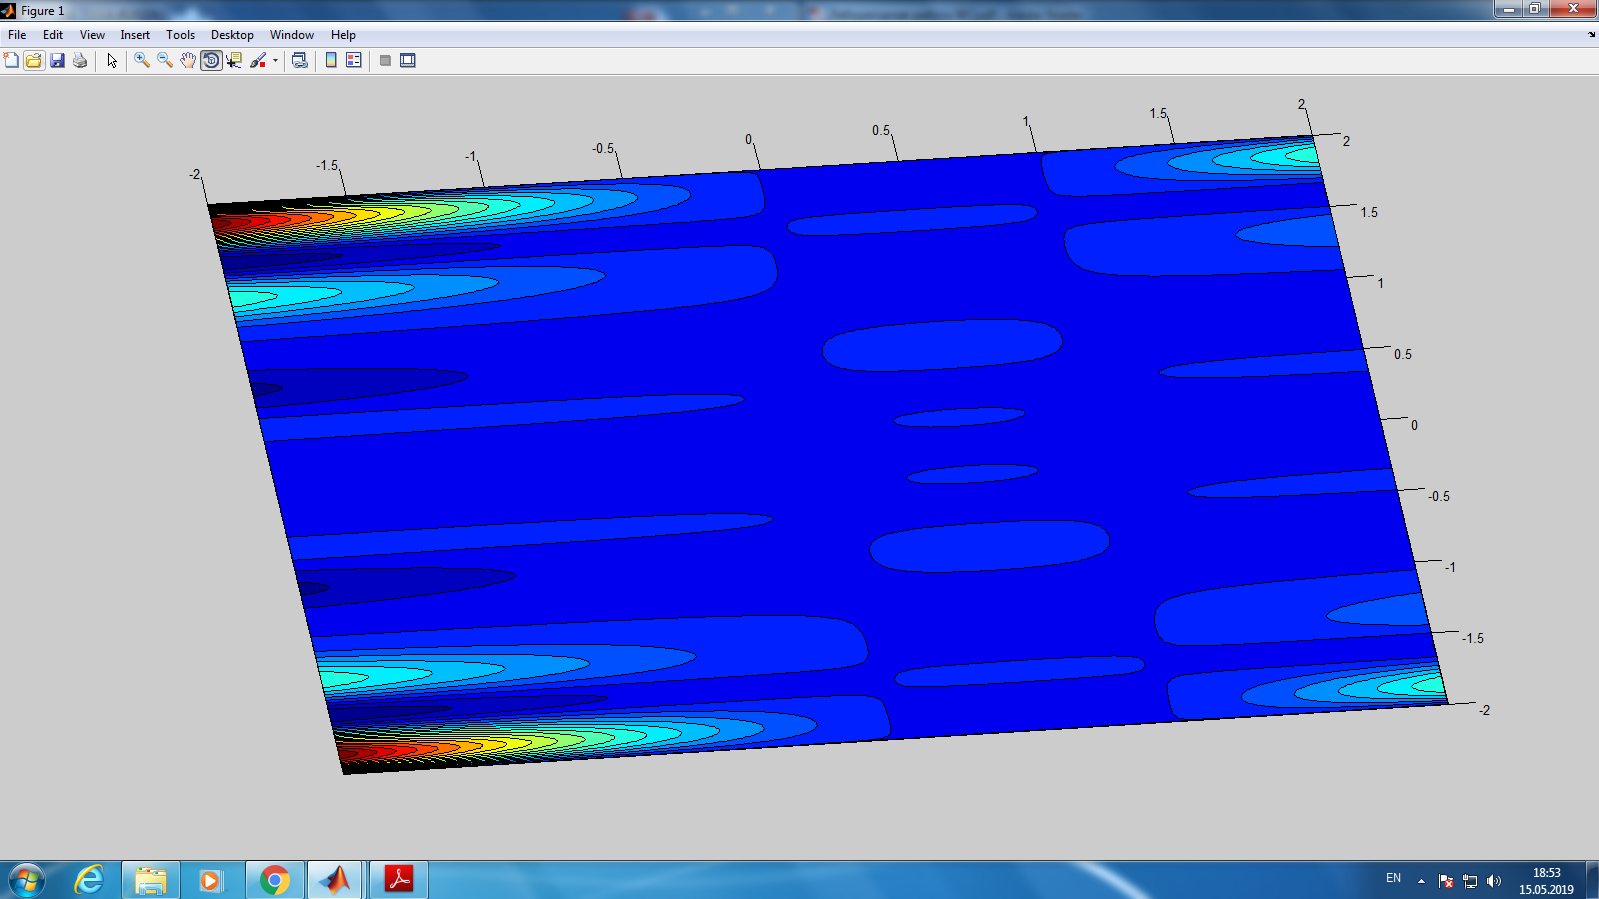 Figure 1
File Edit View Insert Tools Desktop Window Help
-2 -1.5 -1 -0.5 0 0.5 1 1.5 2
2
1.5
1
0.5
0
-0.5
-1
-1.5
-2
EN 18:53
15.05.2019